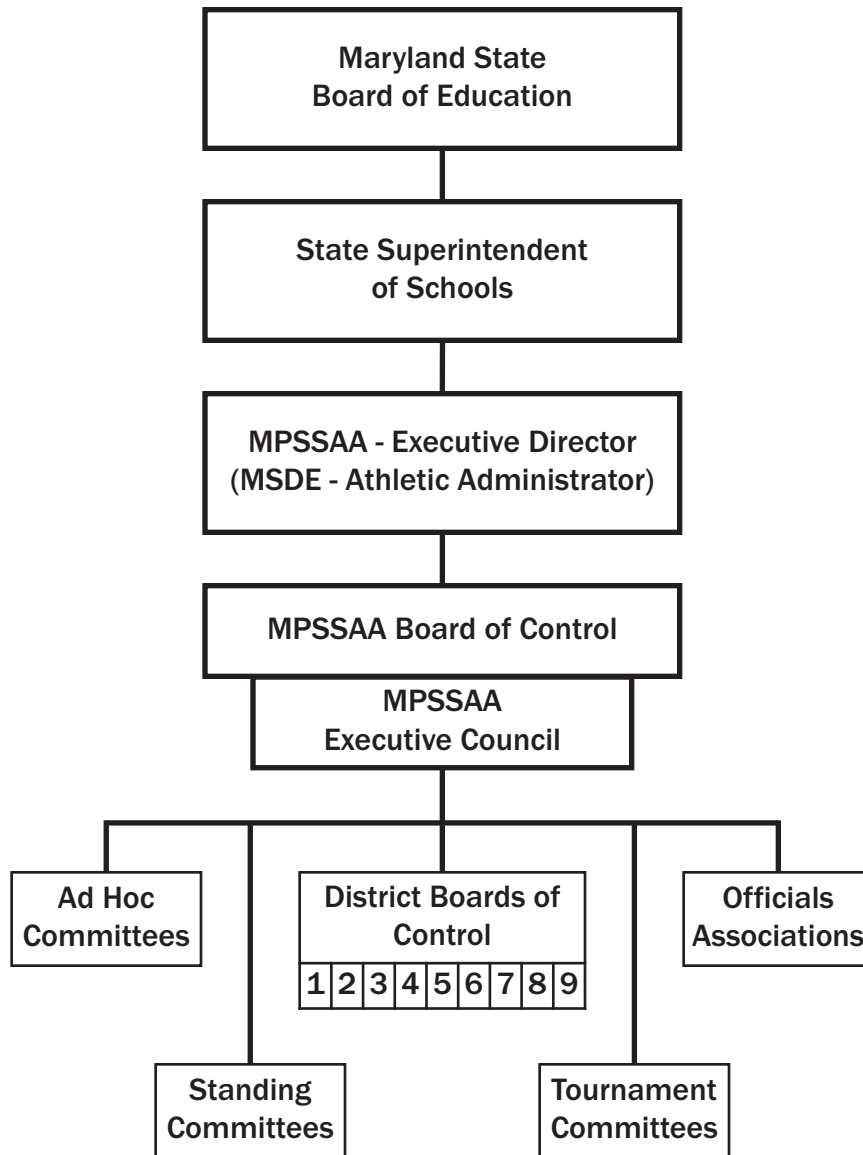 Maryland State
Board of Education
State Superintendent
of Schools
MPSSAA - Executive Director
(MSDE - Athletic Administrator)
MPSSAA Board of Control
MPSSAA
Executive Council
Ad Hoc
Committees
District Boards of
Control
1 2 3 4 5 6 7 8 9
Officials
Associations
Standing
Committees
Tournament
Committees